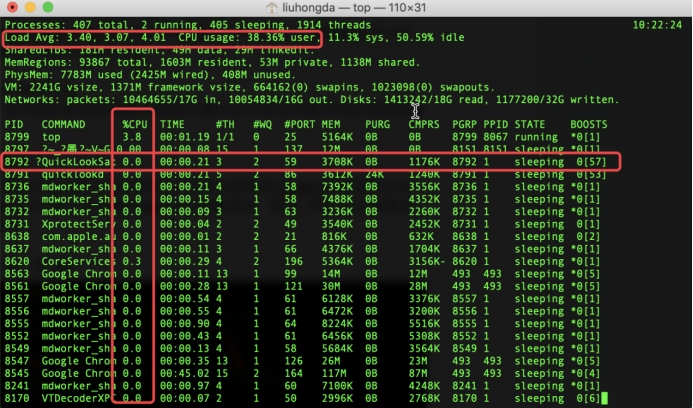 liuhongda — top — 110×31
Processes: 407 total, 2 running, 405 sleeping, 1914 threads 10:22:24
Load Avg: 3.40, 3.07, 4.01 CPU usage: 38.36% user, 11.3% sys, 50.59% idle
SharedLibs: 181M resident, 49M data, 29M linkedit.
MemRegions: 93867 total, 1603M resident, 53M private, 1138M shared.
PhysMem: 7783M used (2425M wired), 408M unused.
VM: 2241G vsize, 1371M framework vsize, 664162(0) swapins, 1023098(0) swapouts.
Networks: packets: 10464655/17G in, 10054834/16G out. Disks: 1413242/18G read, 1177200/32G written.
PID COMMAND %CPU TIME #TH #WQ #PORT MEM PURG CMPRS PGRP PPID STATE BOOSTS
8799 top 3.8 00:01.19 1/1 0 25 5164K 0B 0B 8799 8067 running *0[1]
8797 0.00 00:00.08 15 1 137 12M 0B 0B 8151 8151 sleeping *0[1]
8792 ?QuickLookSat 0.0 00:00.21 3 2 59 3708K 0B 1176K 8792 1 sleeping 0[57]
8791 quicklookd 0.0 00:00.21 5 2 86 3612K 24K 1240K 8791 1 sleeping 0[53]
8736 mdworker_sha 0.0 00:00.21 4 1 58 7392K 0B 3556K 8736 1 sleeping *0[1]
8734 mdworker_sha 0.0 00:00.15 4 1 58 7488K 0B 4352K 8735 1 sleeping *0[1]
8732 mdworker_sha 0.0 00:00.09 3 1 63 3236K 0B 2260K 8732 1 sleeping *0[1]
8731 XprotectServ 0.0 00:00.04 2 2 49 3540K 0B 2452K 8731 1 sleeping 0[1]
8638 com.apple.au 0.0 00:00.01 2 2 21 816K 0B 632K 8638 1 sleeping 0[2]
8637 mdworker_sha 0.0 00:00.11 3 1 66 4376K 0B 1704K 8637 1 sleeping *0[1]
8620 CoreServices 0.3 00:00.29 4 2 196 5364K 0B 3156K- 8620 1 sleeping *0[1]
8563 Google Chrom 0.0 00:00.11 13 1 99 14M 0B 12M 493 493 sleeping *0[5]
8561 Google Chrom 0.0 00:00.28 13 1 121 30M 0B 28M 493 493 sleeping *0[5]
8557 mdworker_sha 0.0 00:00.54 4 1 61 6128K 0B 3376K 8557 1 sleeping *0[1]
8556 mdworker_sha 0.0 00:00.55 4 1 61 6472K 0B 3200K 8556 1 sleeping *0[1]
8555 mdworker_sha 0.0 00:00.90 4 1 64 8224K 0B 5516K 8555 1 sleeping *0[1]
8552 mdworker_sha 0.0 00:00.43 4 1 61 6456K 0B 5308K 8552 1 sleeping *0[1]
8549 mdworker_sha 0.0 00:00.13 4 1 58 5684K 0B 3564K 8549 1 sleeping *0[1]
8547 Google Chrom 0.0 00:00.35 13 1 126 26M 0B 23M 493 493 sleeping *0[5]
8545 Google Chrom 0.0 00:45.02 15 2 164 117M 0B 87M 493 493 sleeping *0[4]
8241 mdworker_sha 0.0 00:00.97 4 1 60 7100K 0B 4248K 8241 1 sleeping *0[1]
8170 VTDecoderXPC 0.0 00:00.07 2 1 50 2996K 0B 2768K 8170 1 sleeping 0[6]